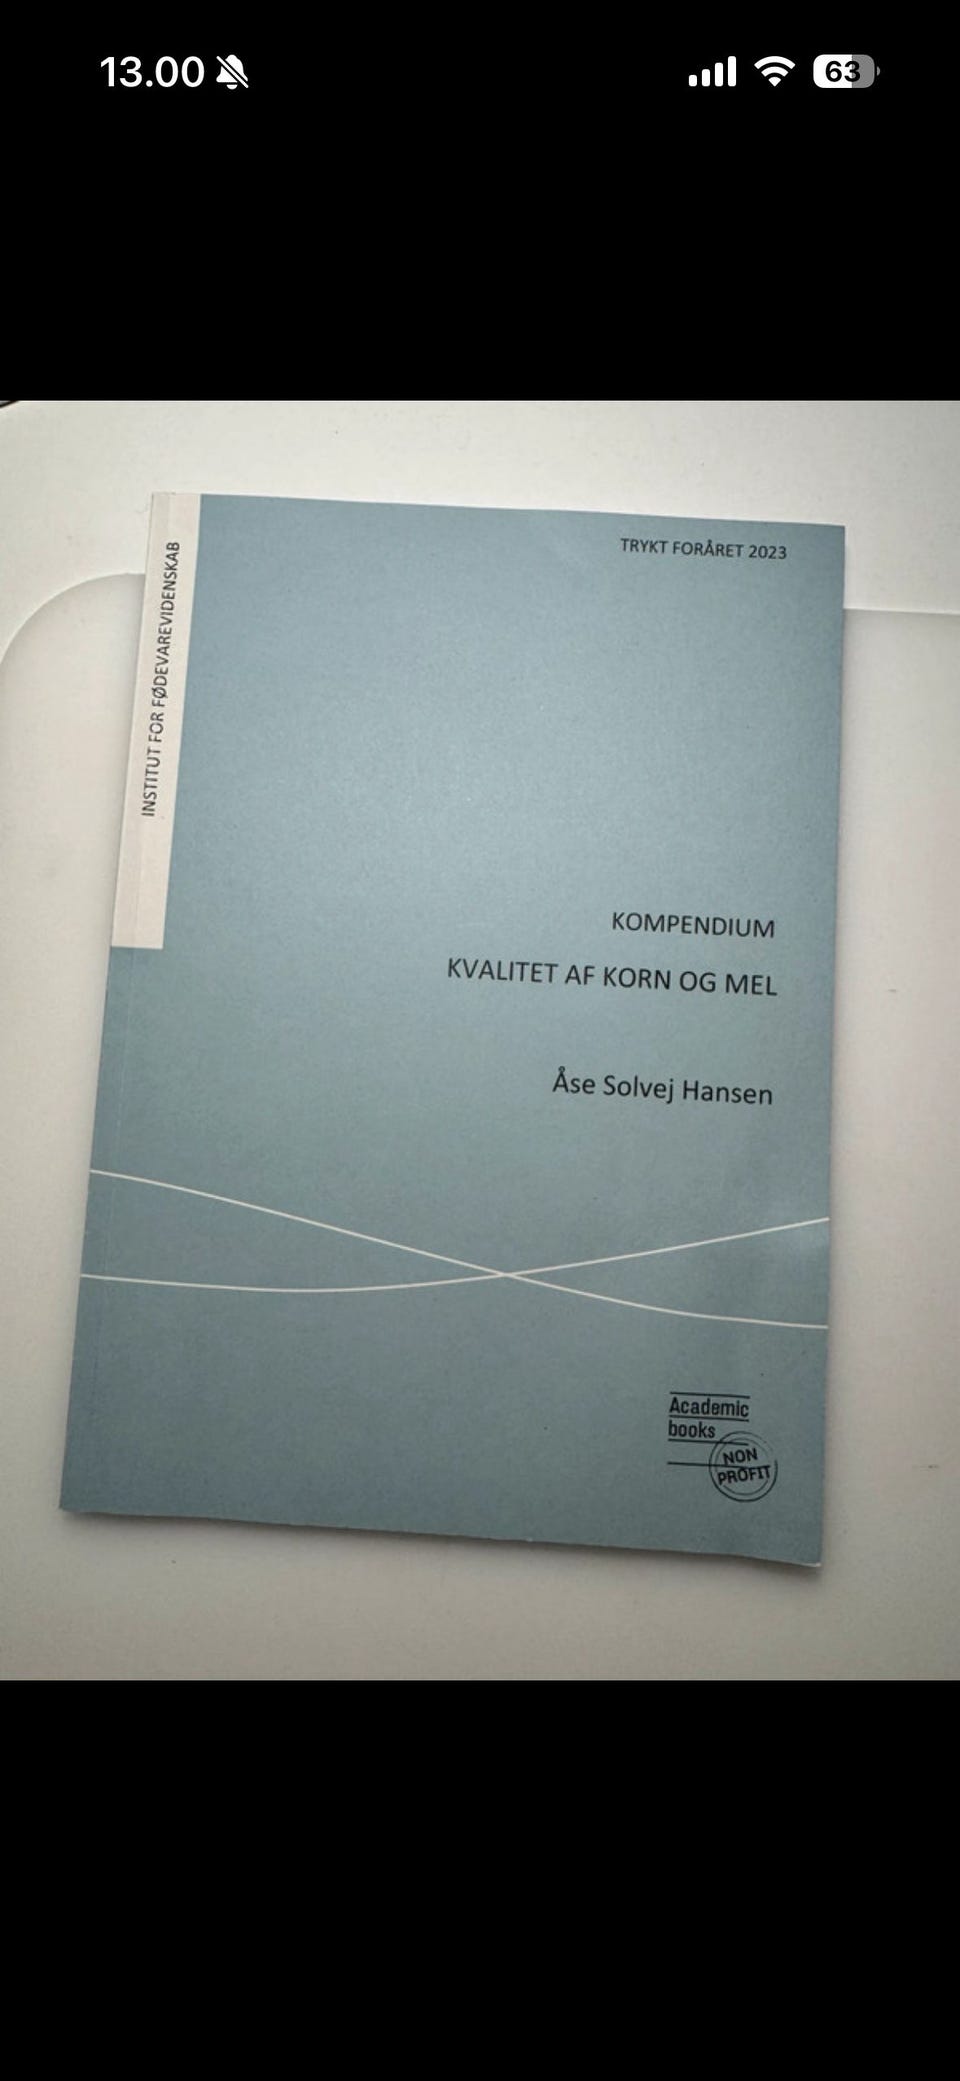 13.00
63
INSTITUT FOR FØDEVAREVIDENSKAB
TRYKT FORÅRET 2023
KOMPENDIUM
KVALITET AF KORN OG MEL
Åse Solvej Hansen
Academic
books
NON
PROFIT